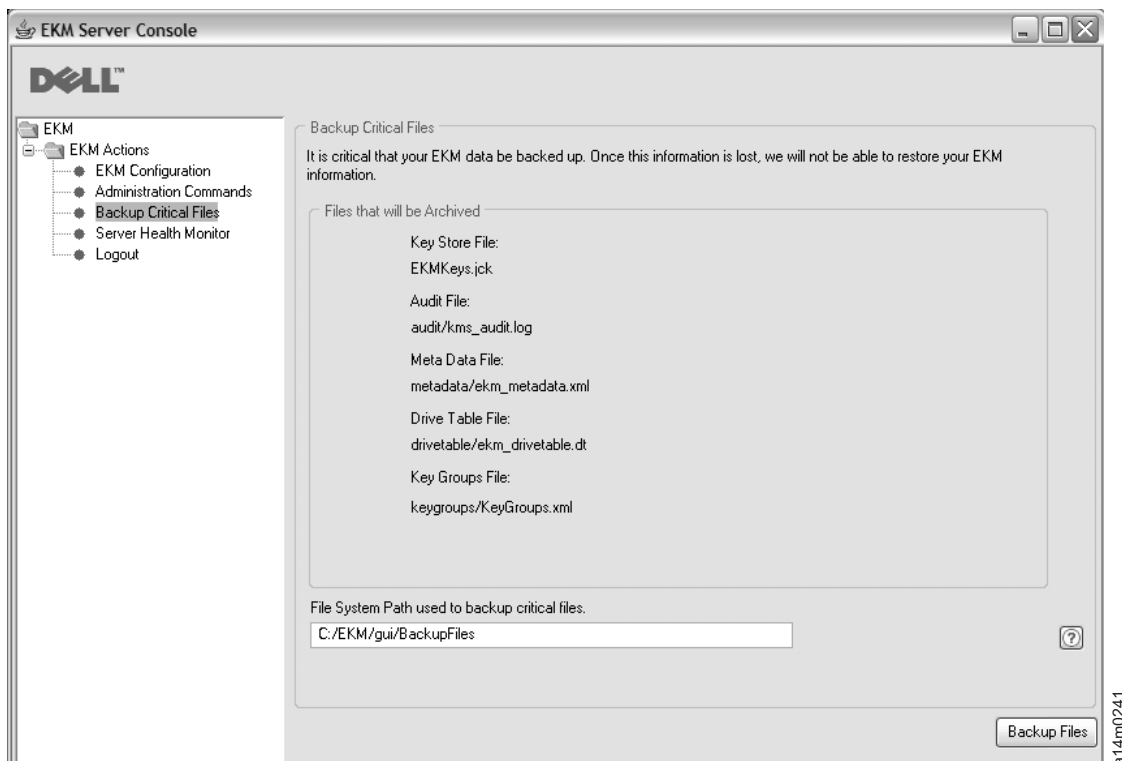 EKM Server Console
DELL™
EKM
EKM Actions
EKM Configuration
Administration Commands
Backup Critical Files
Server Health Monitor
Logout
Backup Critical Files
It is critical that your EKM data be backed up. Once this information is lost, we will not be able to restore your EKM
information.
Files that will be Archived
Key Store File:
EKMKeys.jck
Audit File:
audit/kms_audit.log
Meta Data File:
metadata/ekm_metadata.xml
Drive Table File:
drivetable/ekm_drivetable.dt
Key Groups File:
keygroups/KeyGroups.xml
File System Path used to backup critical files.
C:/EKM/gui/BackupFiles
?
Backup Files
a14m0241